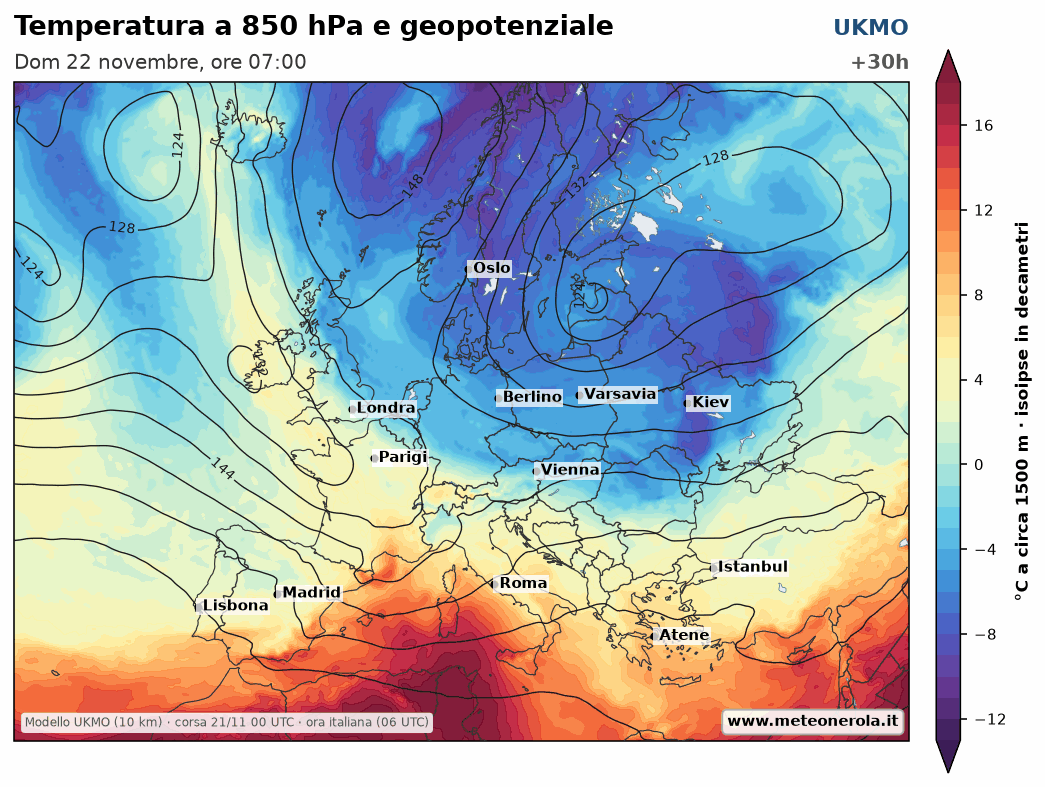 Temperatura a 850 hPa e geopotenziale
UKMO
Dom 22 novembre, ore 07:00
+30h
124
148
128
132
128
124
124
Oslo
Berlino
Varsavia
Kiev
Londra
Parigi
Vienna
144
Istanbul
Roma
Madrid
Lisbona
Atene
Modello UKMO (10 km) · corsa 21/11 00 UTC · ora italiana (06 UTC)
www.meteonerola.it
16
12
8
4
0
−4
−8
−12
°C a circa 1500 m · isoipse in decametri